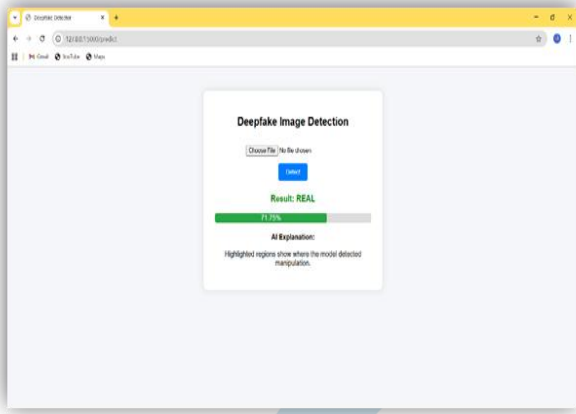 Deepfake Detector
127.0.0.1:5000/predict
Gmail YouTube Maps
Deepfake Image Detection
Choose File No file chosen
Detect
Result: REAL
71.75%
AI Explanation:
Highlighted regions show where the model detected
manipulation.